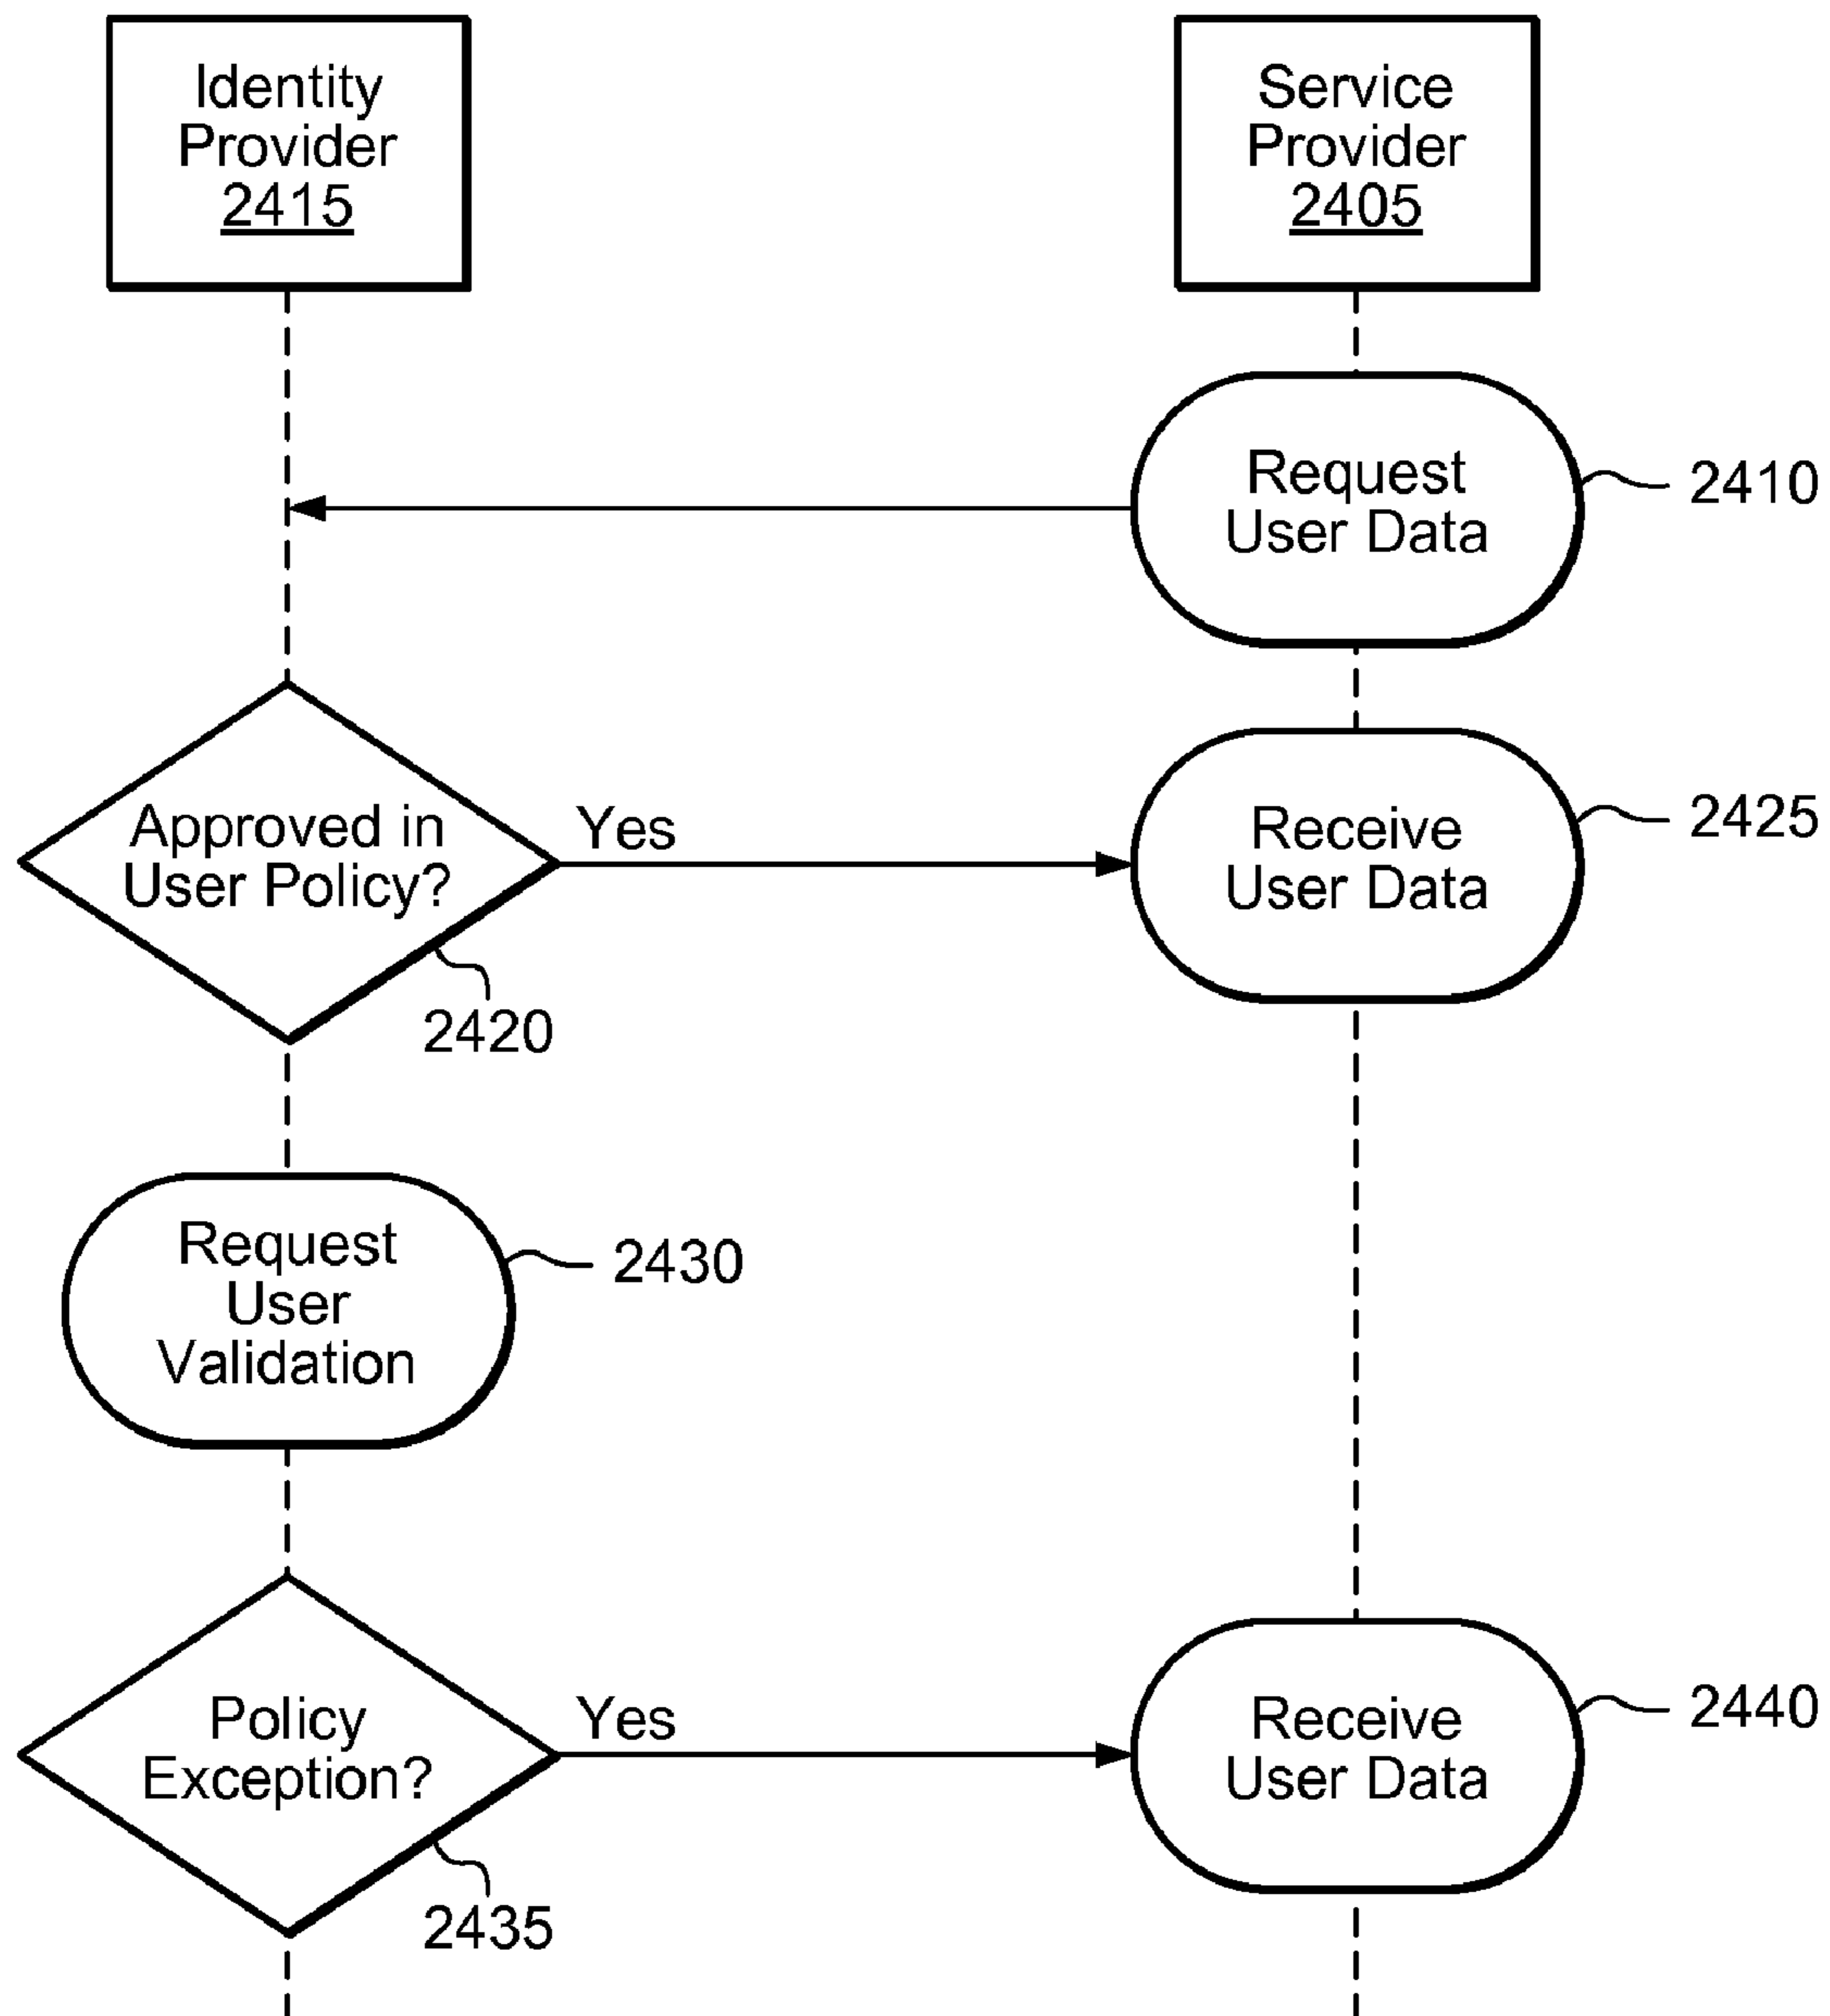 Identity
Provider
2415
Service
Provider
2405
Request
User Data
2410
Approved in
User Policy?
Yes
2420
Receive
User Data
2425
Request
User
Validation
2430
Policy
Exception?
Yes
2435
Receive
User Data
2440